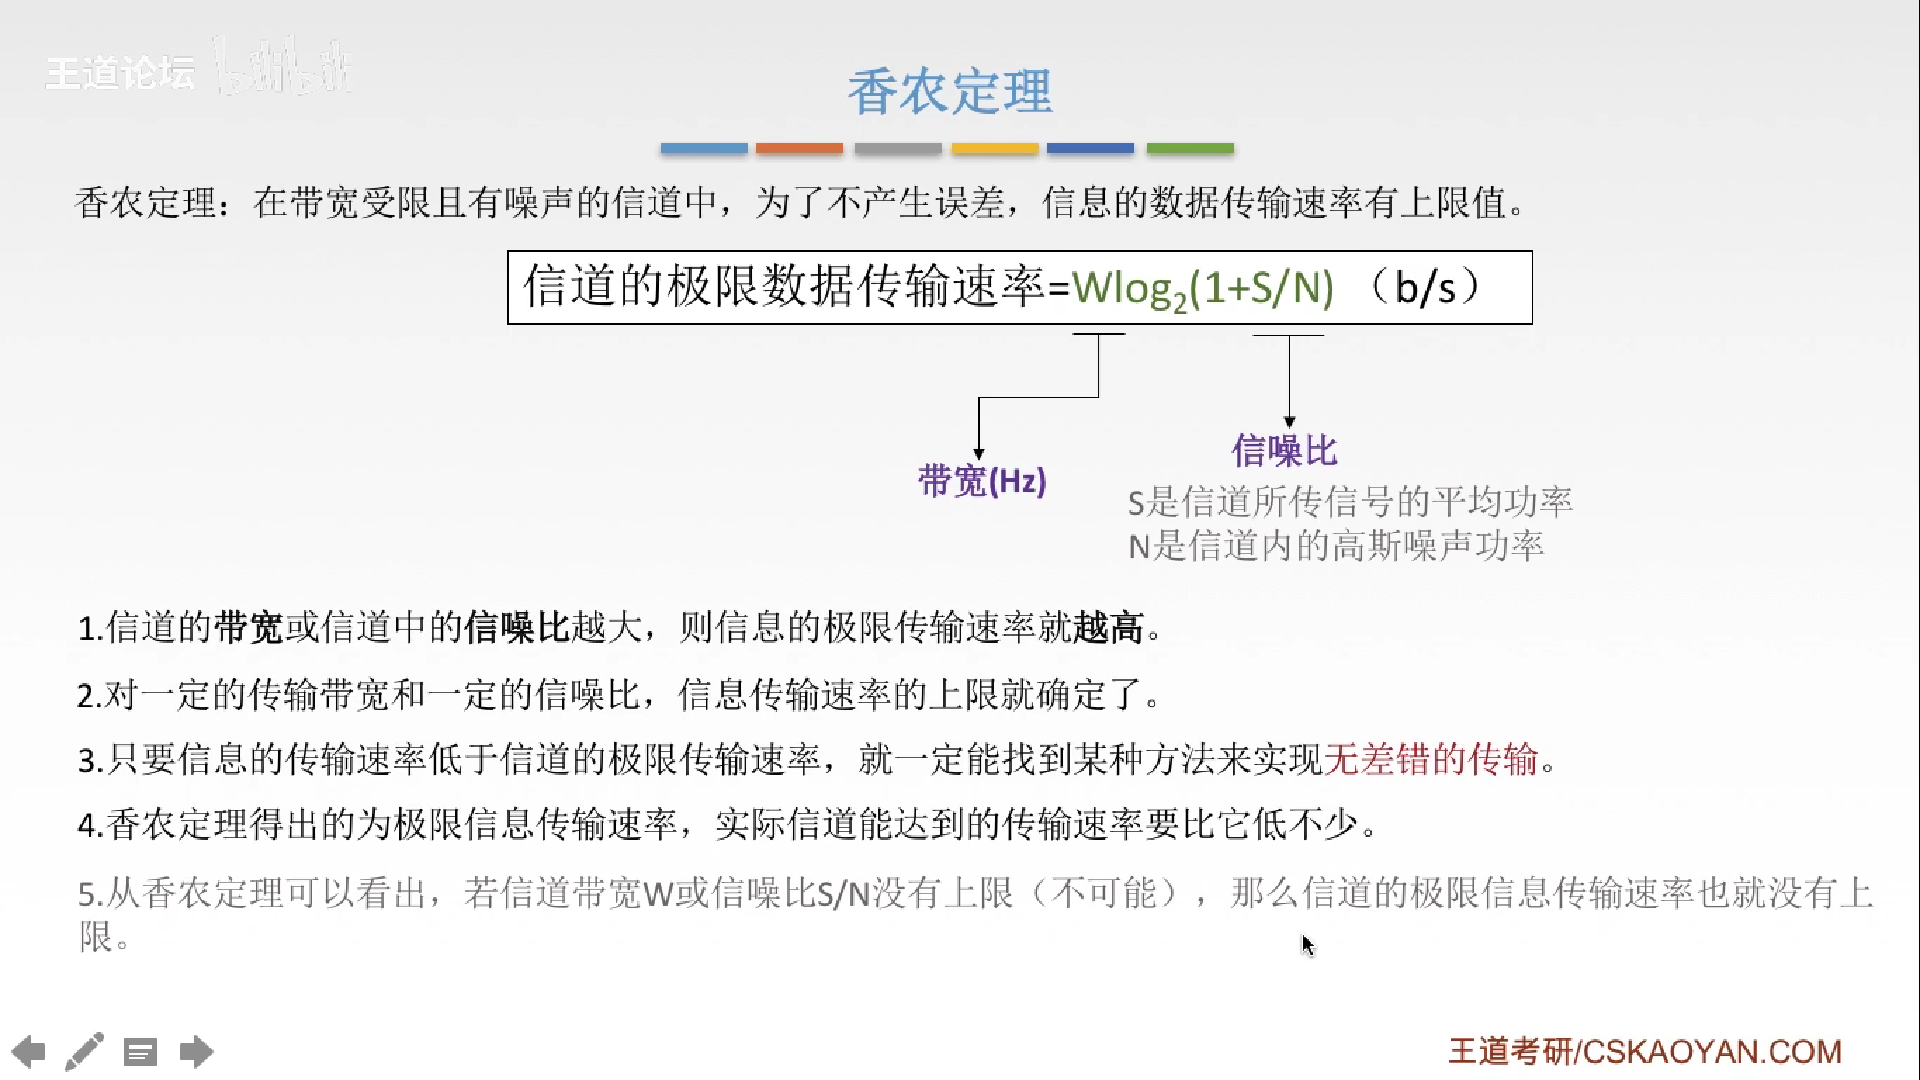 王道论坛 bilibili
香农定理
香农定理：在带宽受限且有噪声的信道中，为了不产生误差，信息的数据传输速率有上限值。
信道的极限数据传输速率=Wlog₂(1+S/N) （b/s）
信噪比
带宽(Hz)
S是信道所传信号的平均功率
N是信道内的高斯噪声功率
1.信道的带宽或信道中的信噪比越大，则信息的极限传输速率就越高。
2.对一定的传输带宽和一定的信噪比，信息传输速率的上限就确定了。
3.只要信息的传输速率低于信道的极限传输速率，就一定能找到某种方法来实现无差错的传输。
4.香农定理得出的为极限信息传输速率，实际信道能达到的传输速率要比它低不少。
5.从香农定理可以看出，若信道带宽W或信噪比S/N没有上限（不可能），那么信道的极限信息传输速率也就没有上
限。
王道考研/CSKAOYAN.COM